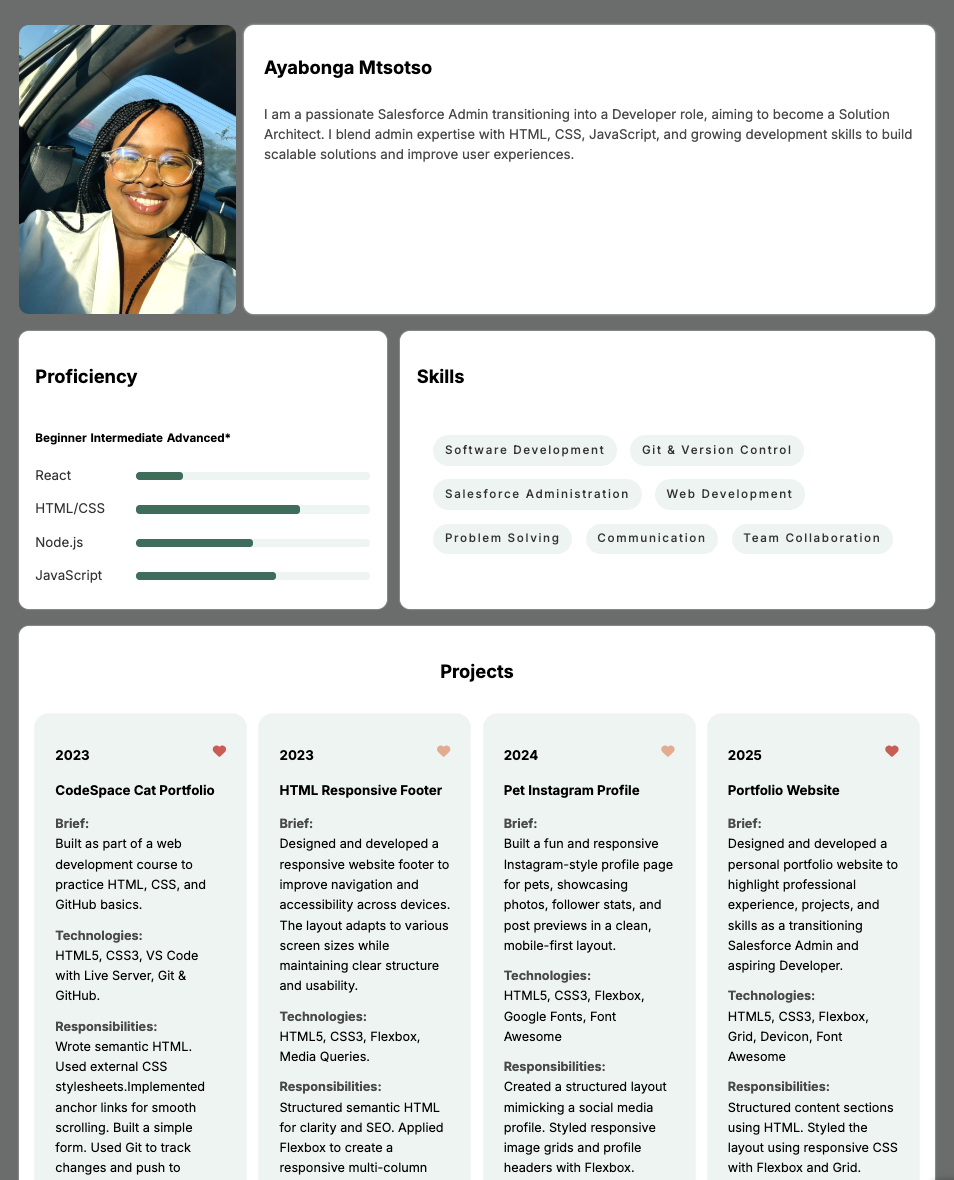 Ayabonga Mtsotso
I am a passionate Salesforce Admin transitioning into a Developer role, aiming to become a Solution
Architect. I blend admin expertise with HTML, CSS, JavaScript, and growing development skills to build
scalable solutions and improve user experiences.
Proficiency
Beginner Intermediate Advanced*
React
HTML/CSS
Node.js
JavaScript
Skills
Software Development
Git & Version Control
Salesforce Administration
Web Development
Problem Solving
Communication
Team Collaboration
Projects
2023
CodeSpace Cat Portfolio
Brief:
Built as part of a web
development course to
practice HTML, CSS, and
GitHub basics.
Technologies:
HTML5, CSS3, VS Code
with Live Server, Git &
GitHub.
Responsibilities:
Wrote semantic HTML.
Used external CSS
stylesheets.Implemented
anchor links for smooth
scrolling. Built a simple
form. Used Git to track
changes and push to
2023
HTML Responsive Footer
Brief:
Designed and developed a
responsive website footer to
improve navigation and
accessibility across devices.
The layout adapts to various
screen sizes while
maintaining clear structure
and usability.
Technologies:
HTML5, CSS3, Flexbox,
Media Queries.
Responsibilities:
Structured semantic HTML
for clarity and SEO. Applied
Flexbox to create a
responsive multi-column
2024
Pet Instagram Profile
Brief:
Built a fun and responsive
Instagram-style profile page
for pets, showcasing
photos, follower stats, and
post previews in a clean,
mobile-first layout.
Technologies:
HTML5, CSS3, Flexbox,
Google Fonts, Font
Awesome
Responsibilities:
Created a structured layout
mimicking a social media
profile. Styled responsive
image grids and profile
headers with Flexbox.
2025
Portfolio Website
Brief:
Designed and developed a
personal portfolio website to
highlight professional
experience, projects, and
skills as a transitioning
Salesforce Admin and
aspiring Developer.
Technologies:
HTML5, CSS3, Flexbox,
Grid, Devicon, Font
Awesome
Responsibilities:
Structured content sections
using HTML. Styled the
layout using responsive CSS
with Flexbox and Grid.